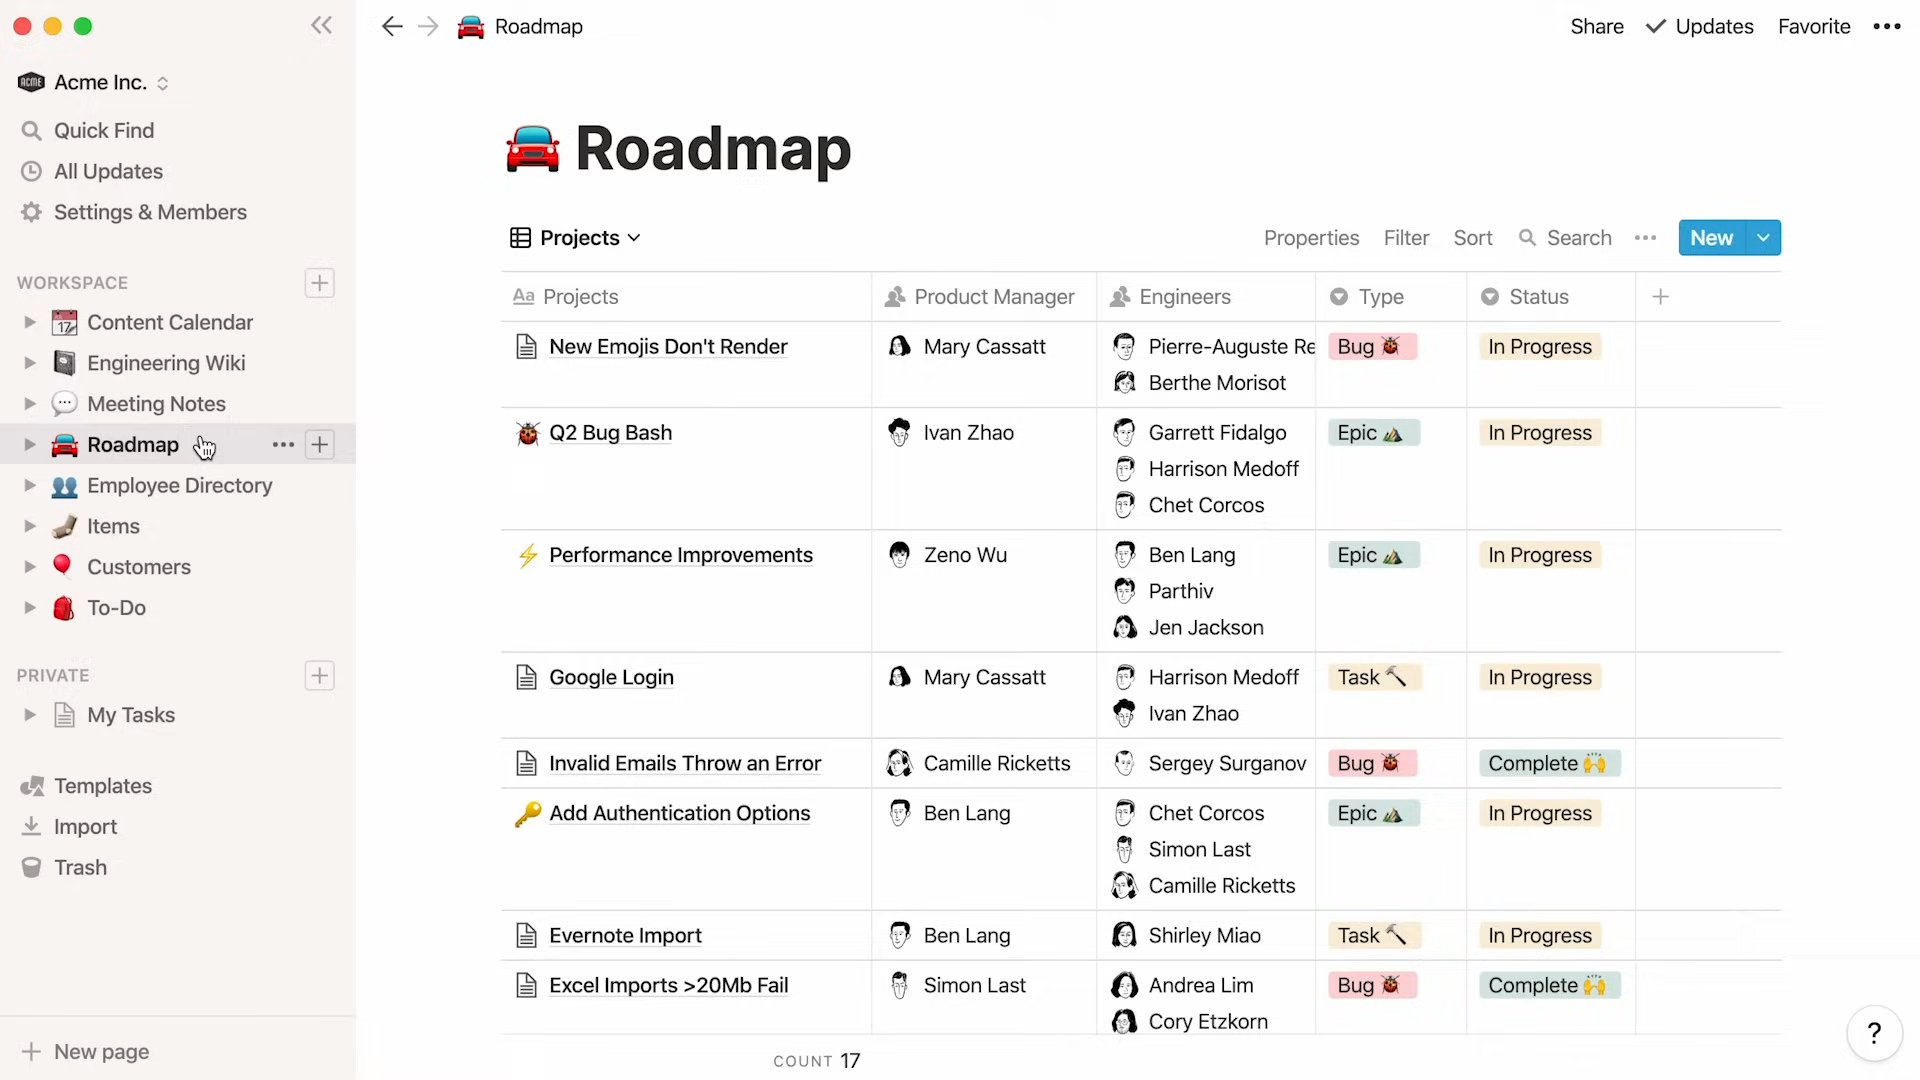 Roadmap
Share
Updates
Favorite
ACME
Acme Inc.
Quick Find
All Updates
Settings & Members
WORKSPACE
17
Content Calendar
Engineering Wiki
Meeting Notes
Roadmap
Employee Directory
Items
Customers
To-Do
PRIVATE
My Tasks
Templates
Import
Trash
New page
Roadmap
Projects
Properties
Filter
Sort
Search
New
Aa Projects
Product Manager
Engineers
Type
Status
New Emojis Don't Render
Mary Cassatt
Pierre-Auguste Re
Berthe Morisot
Bug
In Progress
Q2 Bug Bash
Ivan Zhao
Garrett Fidalgo
Harrison Medoff
Chet Corcos
Epic
In Progress
Performance Improvements
Zeno Wu
Ben Lang
Parthiv
Jen Jackson
Epic
In Progress
Google Login
Mary Cassatt
Harrison Medoff
Ivan Zhao
Task
In Progress
Invalid Emails Throw an Error
Camille Ricketts
Sergey Surganov
Bug
Complete
Add Authentication Options
Ben Lang
Chet Corcos
Simon Last
Camille Ricketts
Epic
In Progress
Evernote Import
Ben Lang
Shirley Miao
Task
In Progress
Excel Imports >20Mb Fail
Simon Last
Andrea Lim
Cory Etzkorn
Bug
Complete
COUNT 17
?